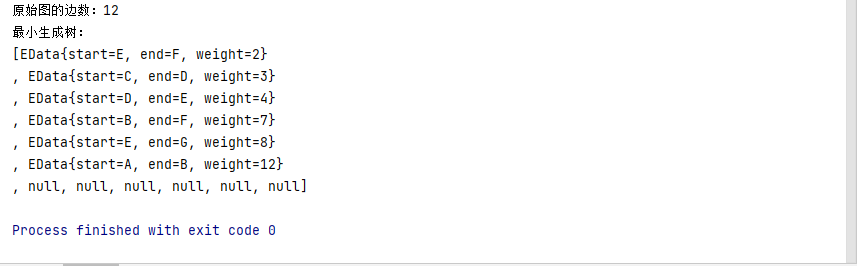 原始图的边数：12
最小生成树：
[EData{start=E, end=F, weight=2}
, EData{start=C, end=D, weight=3}
, EData{start=D, end=E, weight=4}
, EData{start=B, end=F, weight=7}
, EData{start=E, end=G, weight=8}
, EData{start=A, end=B, weight=12}
, null, null, null, null, null, null]
Process finished with exit code 0